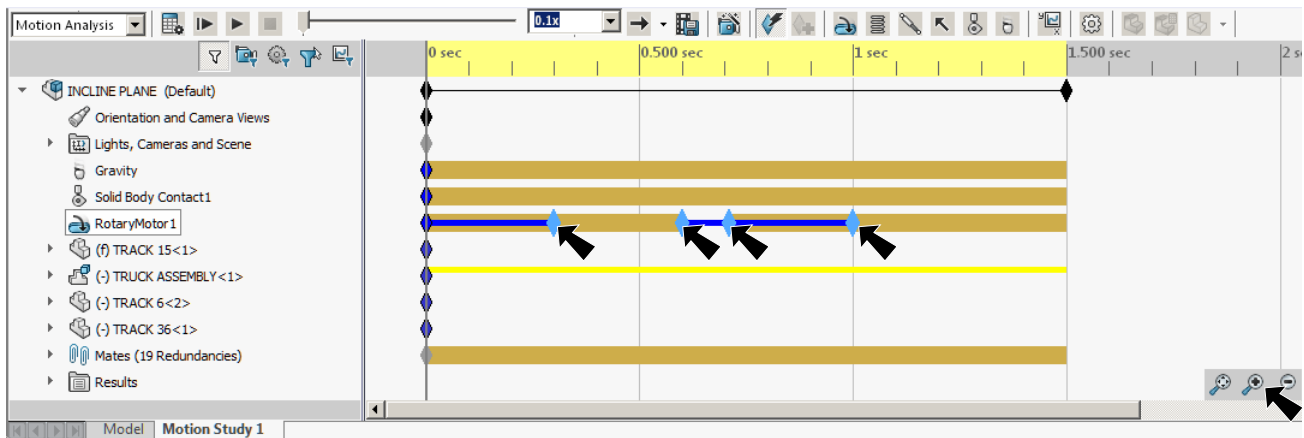 Motion Analysis 0.1x
0 sec 0.500 sec 1 sec 1.500 sec 2 s
INCLINE PLANE (Default)
Orientation and Camera Views
Lights, Cameras and Scene
Gravity
Solid Body Contact1
RotaryMotor1
(f) TRACK 15<1>
(-) TRUCK ASSEMBLY<1>
(-) TRACK 6<2>
(-) TRACK 36<1>
Mates (19 Redundancies)
Results
Model Motion Study 1